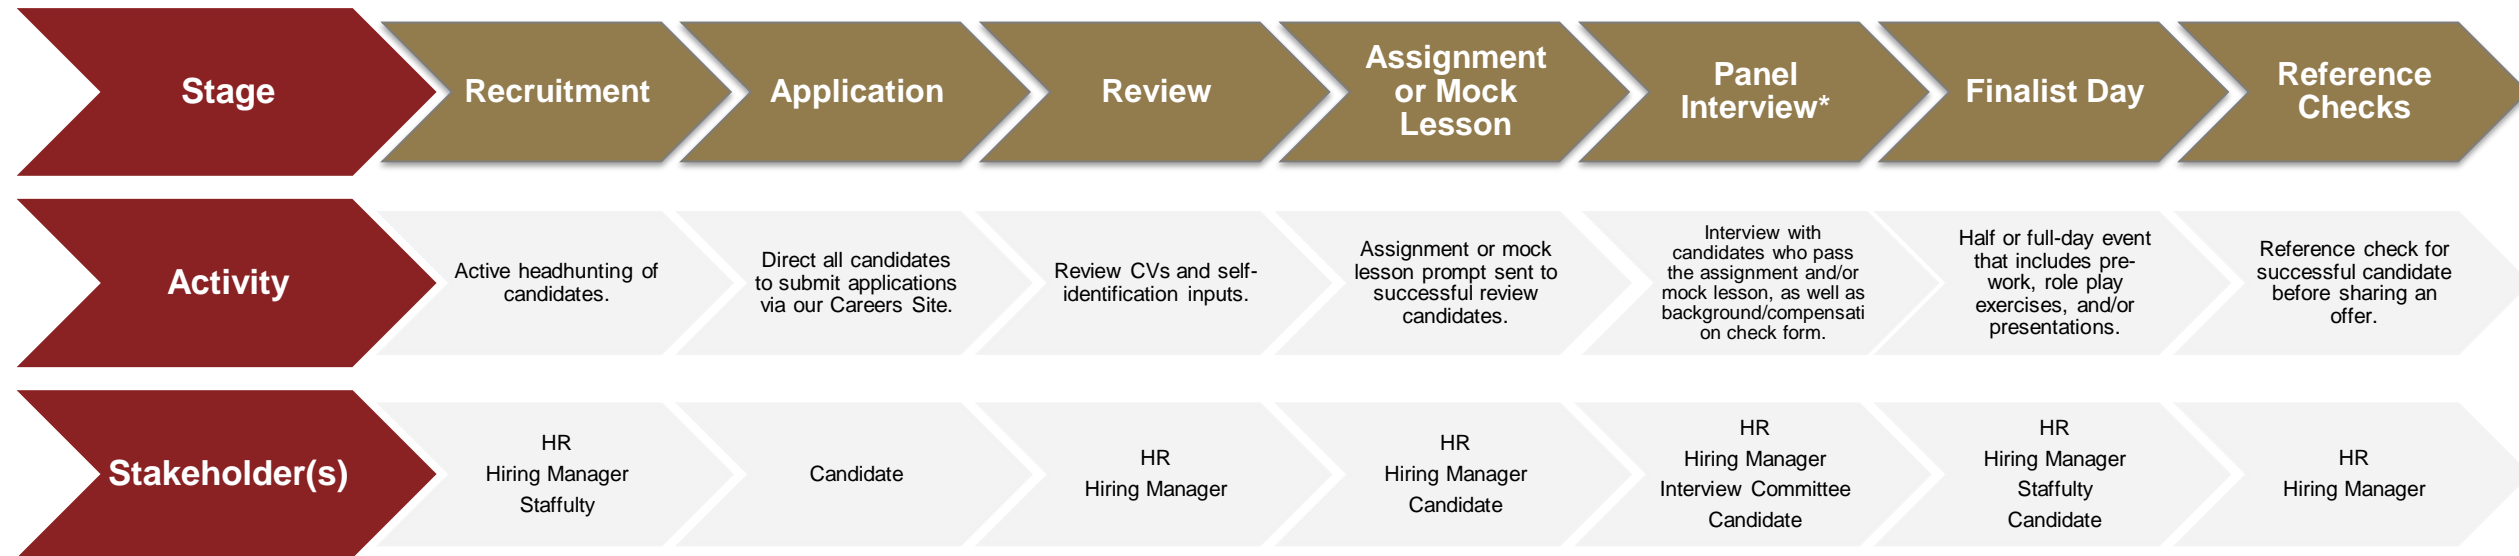 Stage
Recruitment
Application
Review
Assignment
or Mock
Lesson
Panel
Interview*
Finalist Day
Reference
Checks
Activity
Active headhunting of
candidates.
Direct all candidates
to submit applications
via our Careers Site.
Review CVs and self-
identification inputs.
Assignment or mock
lesson prompt sent to
successful review
candidates.
Interview with
candidates who pass
the assignment and/or
mock lesson, as well as
background/compensati
on check form.
Half or full-day event
that includes pre-
work, role play
exercises, and/or
presentations.
Reference check for
successful candidate
before sharing an
offer.
Stakeholder(s)
HR
Hiring Manager
Staffulty
Candidate
HR
Hiring Manager
HR
Hiring Manager
Candidate
HR
Hiring Manager
Interview Committee
Candidate
HR
Hiring Manager
Staffulty
Candidate
HR
Hiring Manager